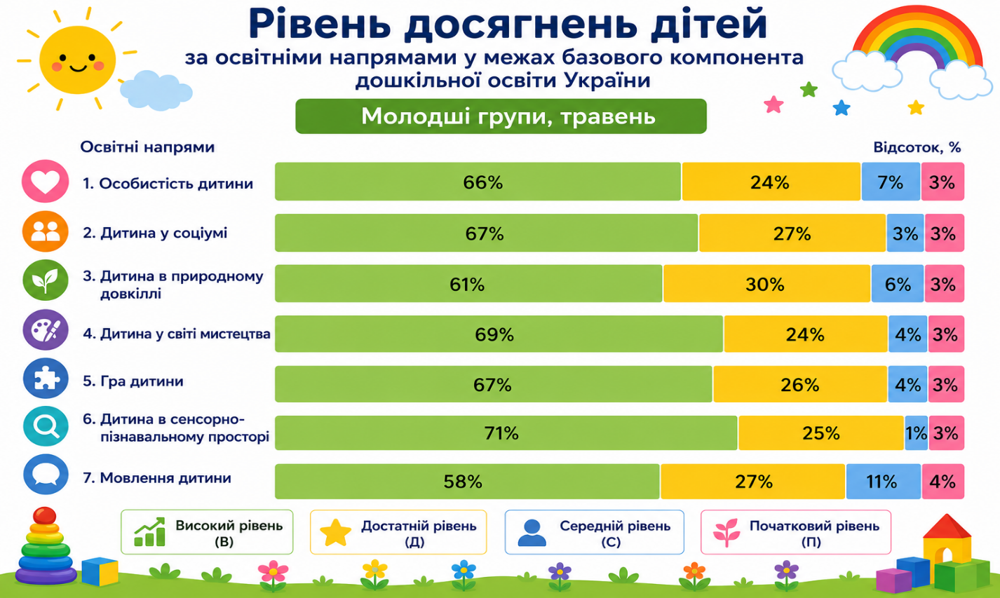 Рівень досягнень дітей
за освітніми напрямами у межах базового компонента
дошкільної освіти України
Молодші групи, травень
Освітні напрями
Відсоток, %
1. Особистість дитини
66%
24%
7%
3%
2. Дитина у соціумі
67%
27%
3%
3%
3. Дитина в природному
довкіллі
61%
30%
6%
3%
4. Дитина у світі мистецтва
69%
24%
4%
3%
5. Гра дитини
67%
26%
4%
3%
6. Дитина в сенсорно-
пізнавальному просторі
71%
25%
1%
3%
7. Мовлення дитини
58%
27%
11%
4%
Високий рівень
(В)
Достатній рівень
(Д)
Середній рівень
(С)
Початковий рівень
(П)